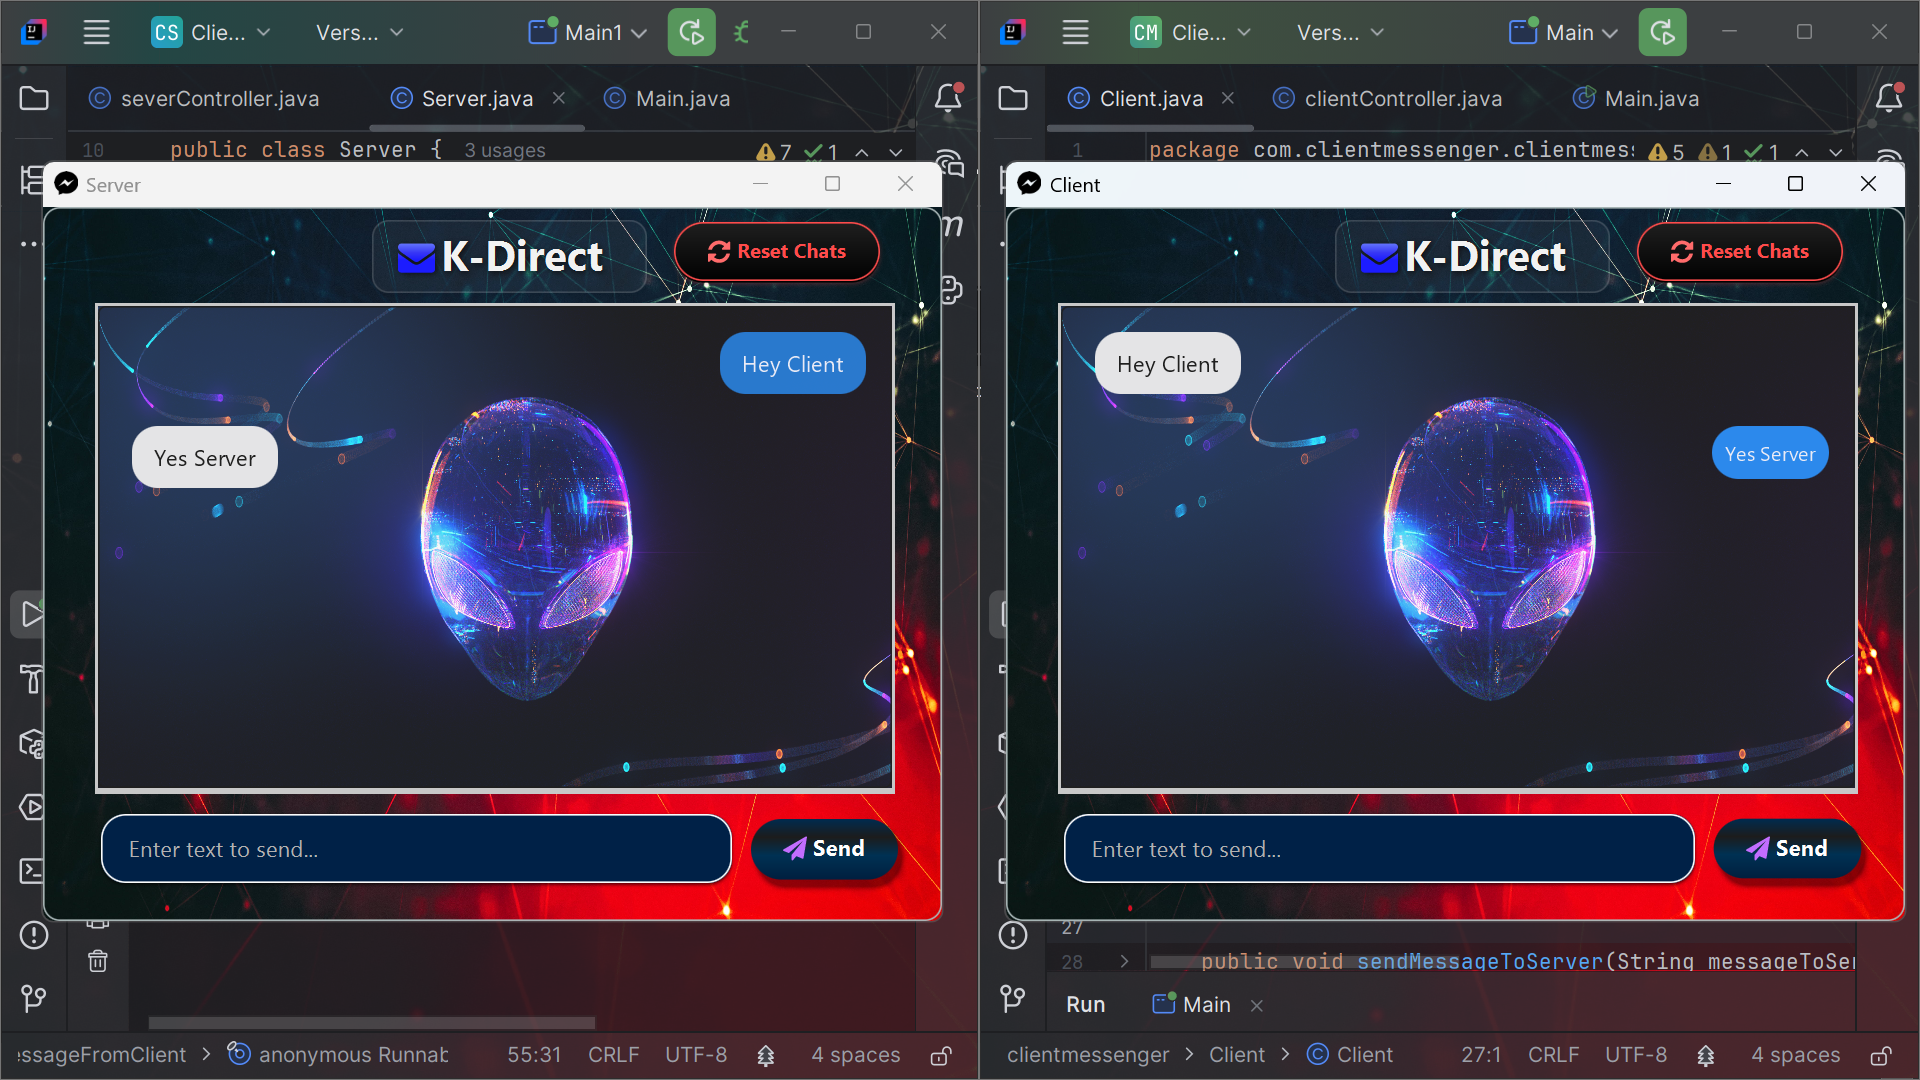 CS Clie... Vers... Main1
severController.java Server.java Main.java
10 public class Server { 3 usages 7 1
Server
K-Direct Reset Chats
Hey Client
Yes Server
Enter text to send... Send
ssageFromClient > anonymous Runnab 55:31 CRLF UTF-8 4 spaces
CM Clie... Vers... Main
Client.java clientController.java Main.java
1 package com.clientmessenger.clientmes 5 1 1
Client
K-Direct Reset Chats
Hey Client
Yes Server
Enter text to send... Send
27
28 public void sendMessageToServer(String messageToSer
Run Main
clientmessenger > Client > Client 27:1 CRLF UTF-8 4 spaces